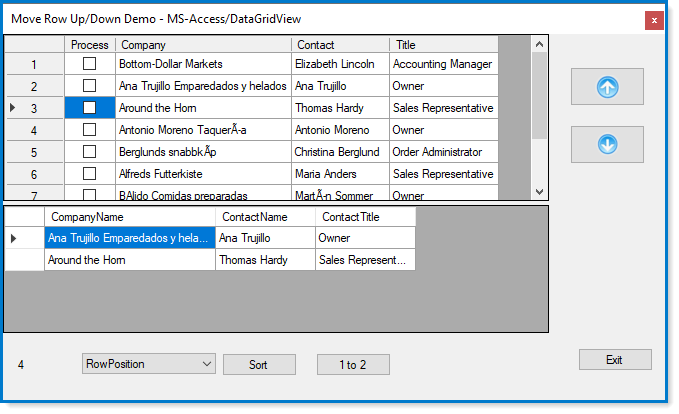 Move Row Up/Down Demo - MS-Access/DataGridView x
Process Company Contact Title
1 Bottom-Dollar Markets Elizabeth Lincoln Accounting Manager
2 Ana Trujillo Emparedados y helados Ana Trujillo Owner
3 Around the Horn Thomas Hardy Sales Representative
4 Antonio Moreno TaquerÃ-a Antonio Moreno Owner
5 Berglunds snabbkÃp Christina Berglund Order Administrator
6 Alfreds Futterkiste Maria Anders Sales Representative
7 BAlido Comidas preparadas MartÃ-n Sommer Owner
CompanyName ContactName ContactTitle
Ana Trujillo Emparedados y hela... Ana Trujillo Owner
Around the Horn Thomas Hardy Sales Represent...
4 RowPosition Sort 1 to 2 Exit